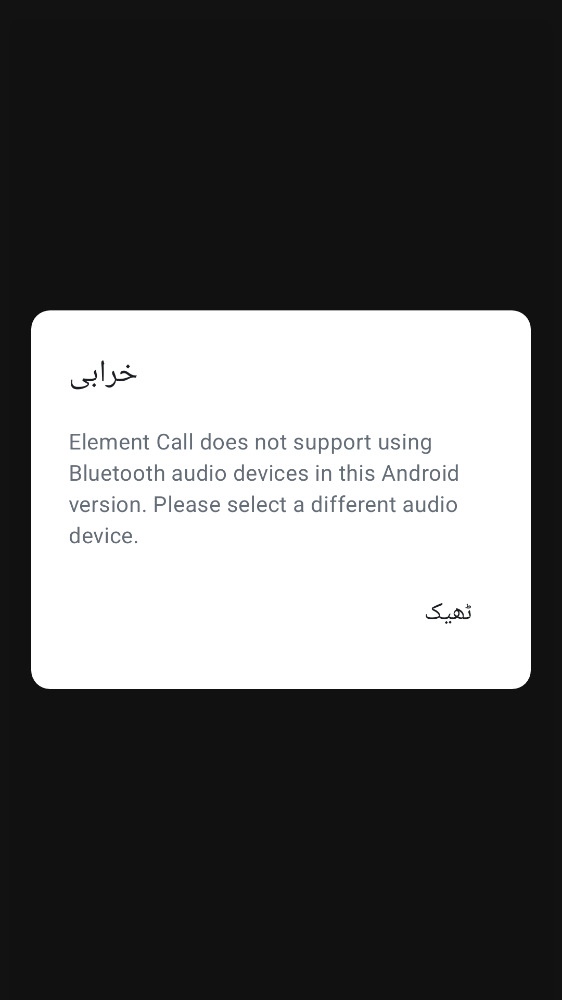 خرابی
Element Call does not support using
Bluetooth audio devices in this Android
version. Please select a different audio
device.
ٹھیک